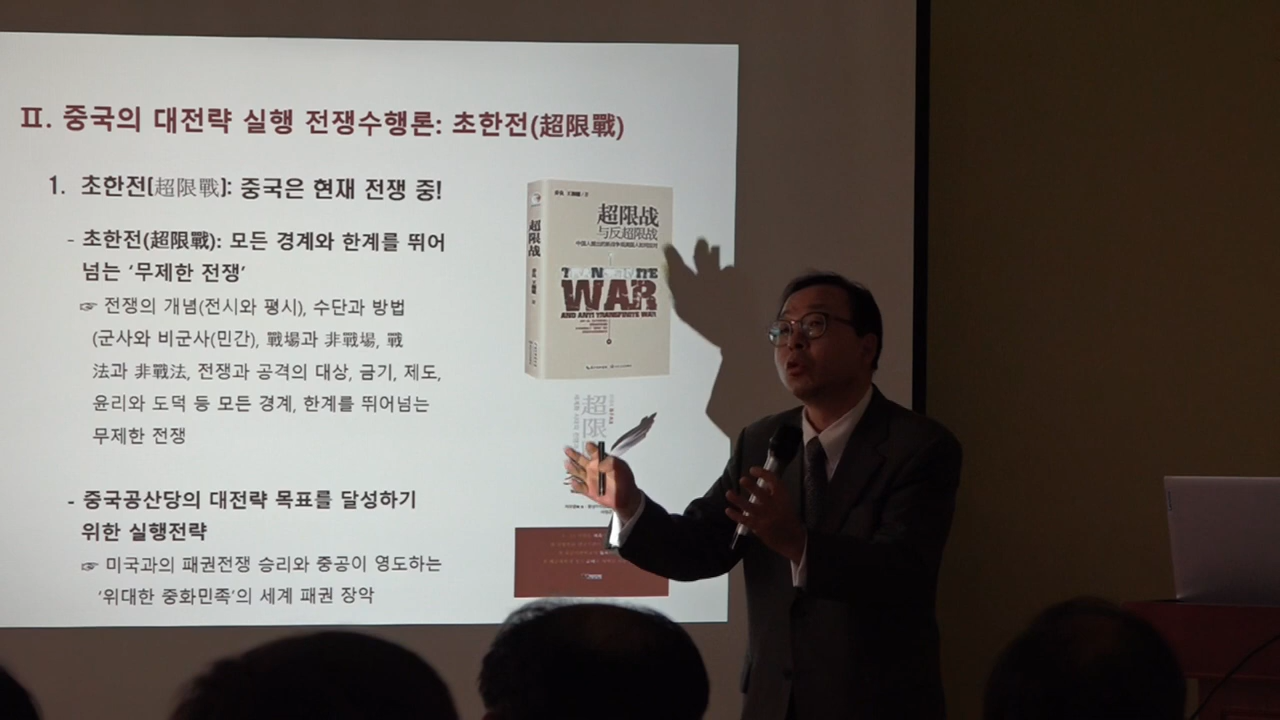 Ⅱ. 중국의 대전략 실행 전쟁수행론: 초한전(超限戰)
1. 초한전(超限戰): 중국은 현재 전쟁 중!
- 초한전(超限戰): 모든 경계와 한계를 뛰어
넘는 '무제한 전쟁'
☞ 전쟁의 개념(전시와 평시), 수단과 방법
(군사와 비군사(민간), 戰場과 非戰場, 戰
法과 非戰法, 전쟁과 공격의 대상, 금기, 제도,
윤리와 도덕 등 모든 경계, 한계를 뛰어넘는
무제한 전쟁
- 중국공산당의 대전략 목표를 달성하기
위한 실행전략
☞ 미국과의 패권전쟁 승리와 중공이 영도하는
'위대한 중화민족'의 세계 패권 장악
超限战
超限战
与反超限战
WAR
AND ANTI TRANSFINITE WAR
超限